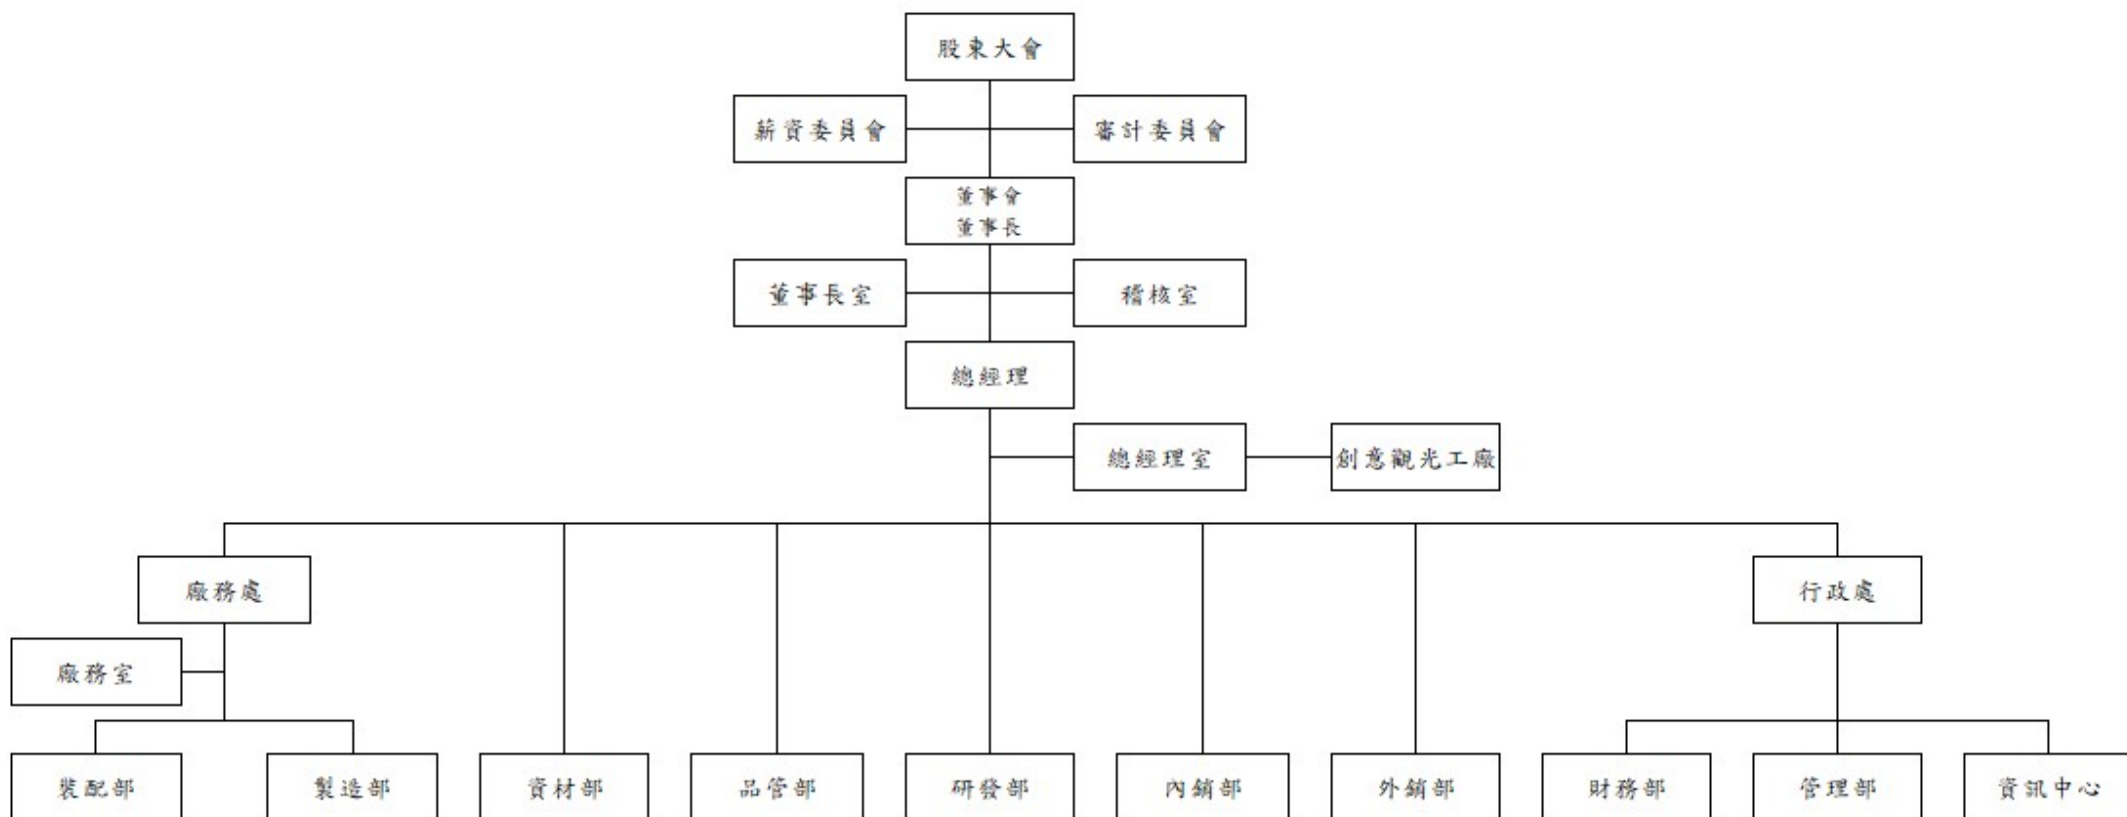 股東大會
薪資委員會
審計委員會
董事會
董事長
董事長室
稽核室
總經理
總經理室
創意觀光工廠
廠務處
行政處
廠務室
裝配部
製造部
資材部
品管部
研發部
內銷部
外銷部
財務部
管理部
資訊中心